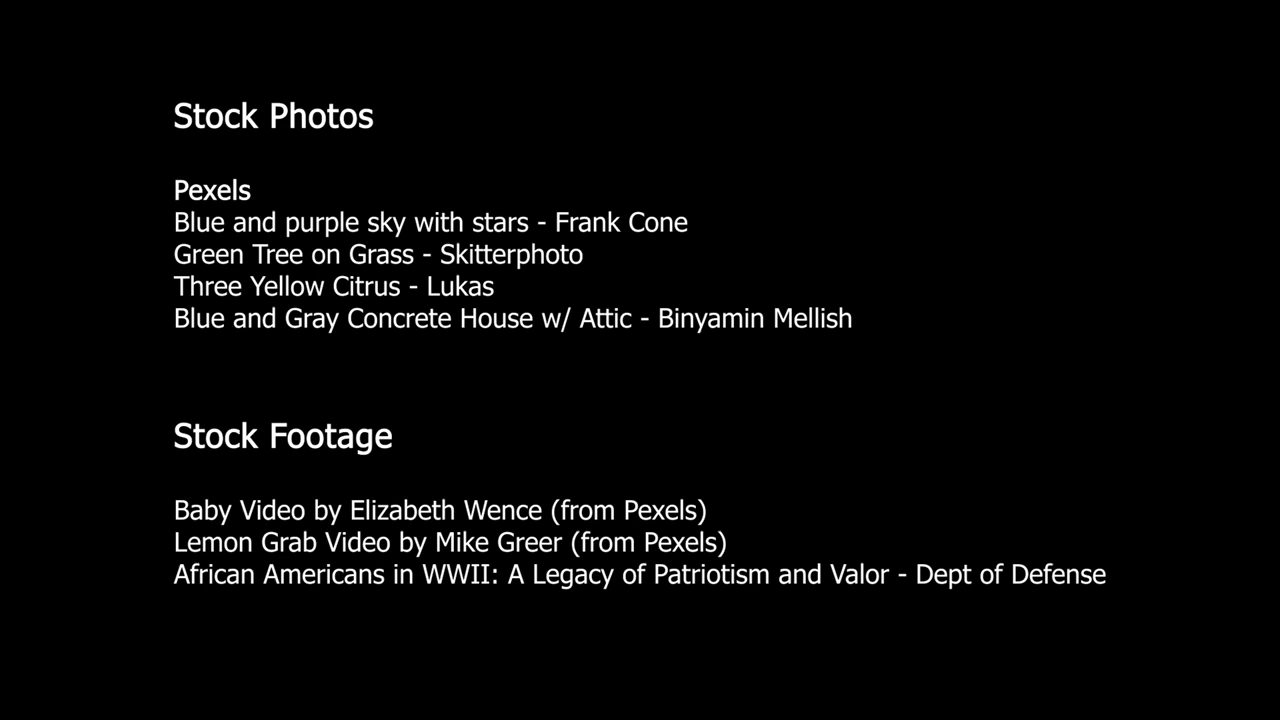 Stock Photos
Pexels
Blue and purple sky with stars - Frank Cone
Green Tree on Grass - Skitterphoto
Three Yellow Citrus - Lukas
Blue and Gray Concrete House w/ Attic - Binyamin Mellish
Stock Footage
Baby Video by Elizabeth Wence (from Pexels)
Lemon Grab Video by Mike Greer (from Pexels)
African Americans in WWII: A Legacy of Patriotism and Valor - Dept of Defense